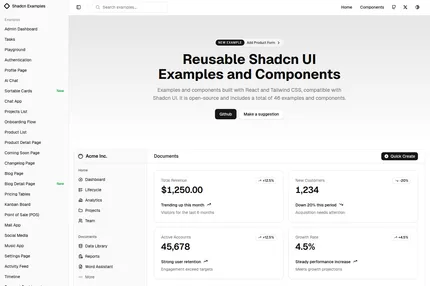 Shadcn Examples
Search examples...
Home
Components
Examples
Admin Dashboard
Tasks
Playground
Authentication
Profile Page
AI Chat
Sortable Cards
New
Chat App
Projects List
Onboarding Flow
Product List
Product Detail Page
Coming Soon Page
Changelog Page
Blog Page
Blog Detail Page
New
Pricing Tables
Kanban Board
Point of Sale (POS)
Mail App
Social Media
Music App
Settings Page
Activity Feed
Timeline
NEW EXAMPLE
Add Product Form
Reusable Shadcn UI
Examples and Components
Examples and components built with React and Tailwind CSS, compatible
with Shadcn UI. It is open-source and includes a total of 46 examples and components.
Github
Make a suggestion
Acme Inc.
Home
Dashboard
Lifecycle
Analytics
Projects
Team
Documents
Data Library
Reports
Word Assistant
More
Documents
Quick Create
Total Revenue
+12.5%
$1,250.00
Trending up this month
Visitors for the last 6 months
New Customers
-20%
1,234
Down 20% this period
Acquisition needs attention
Active Accounts
+12.5%
45,678
Strong user retention
Engagement exceed targets
Growth Rate
+4.5%
4.5%
Steady performance increase
Meets growth projections